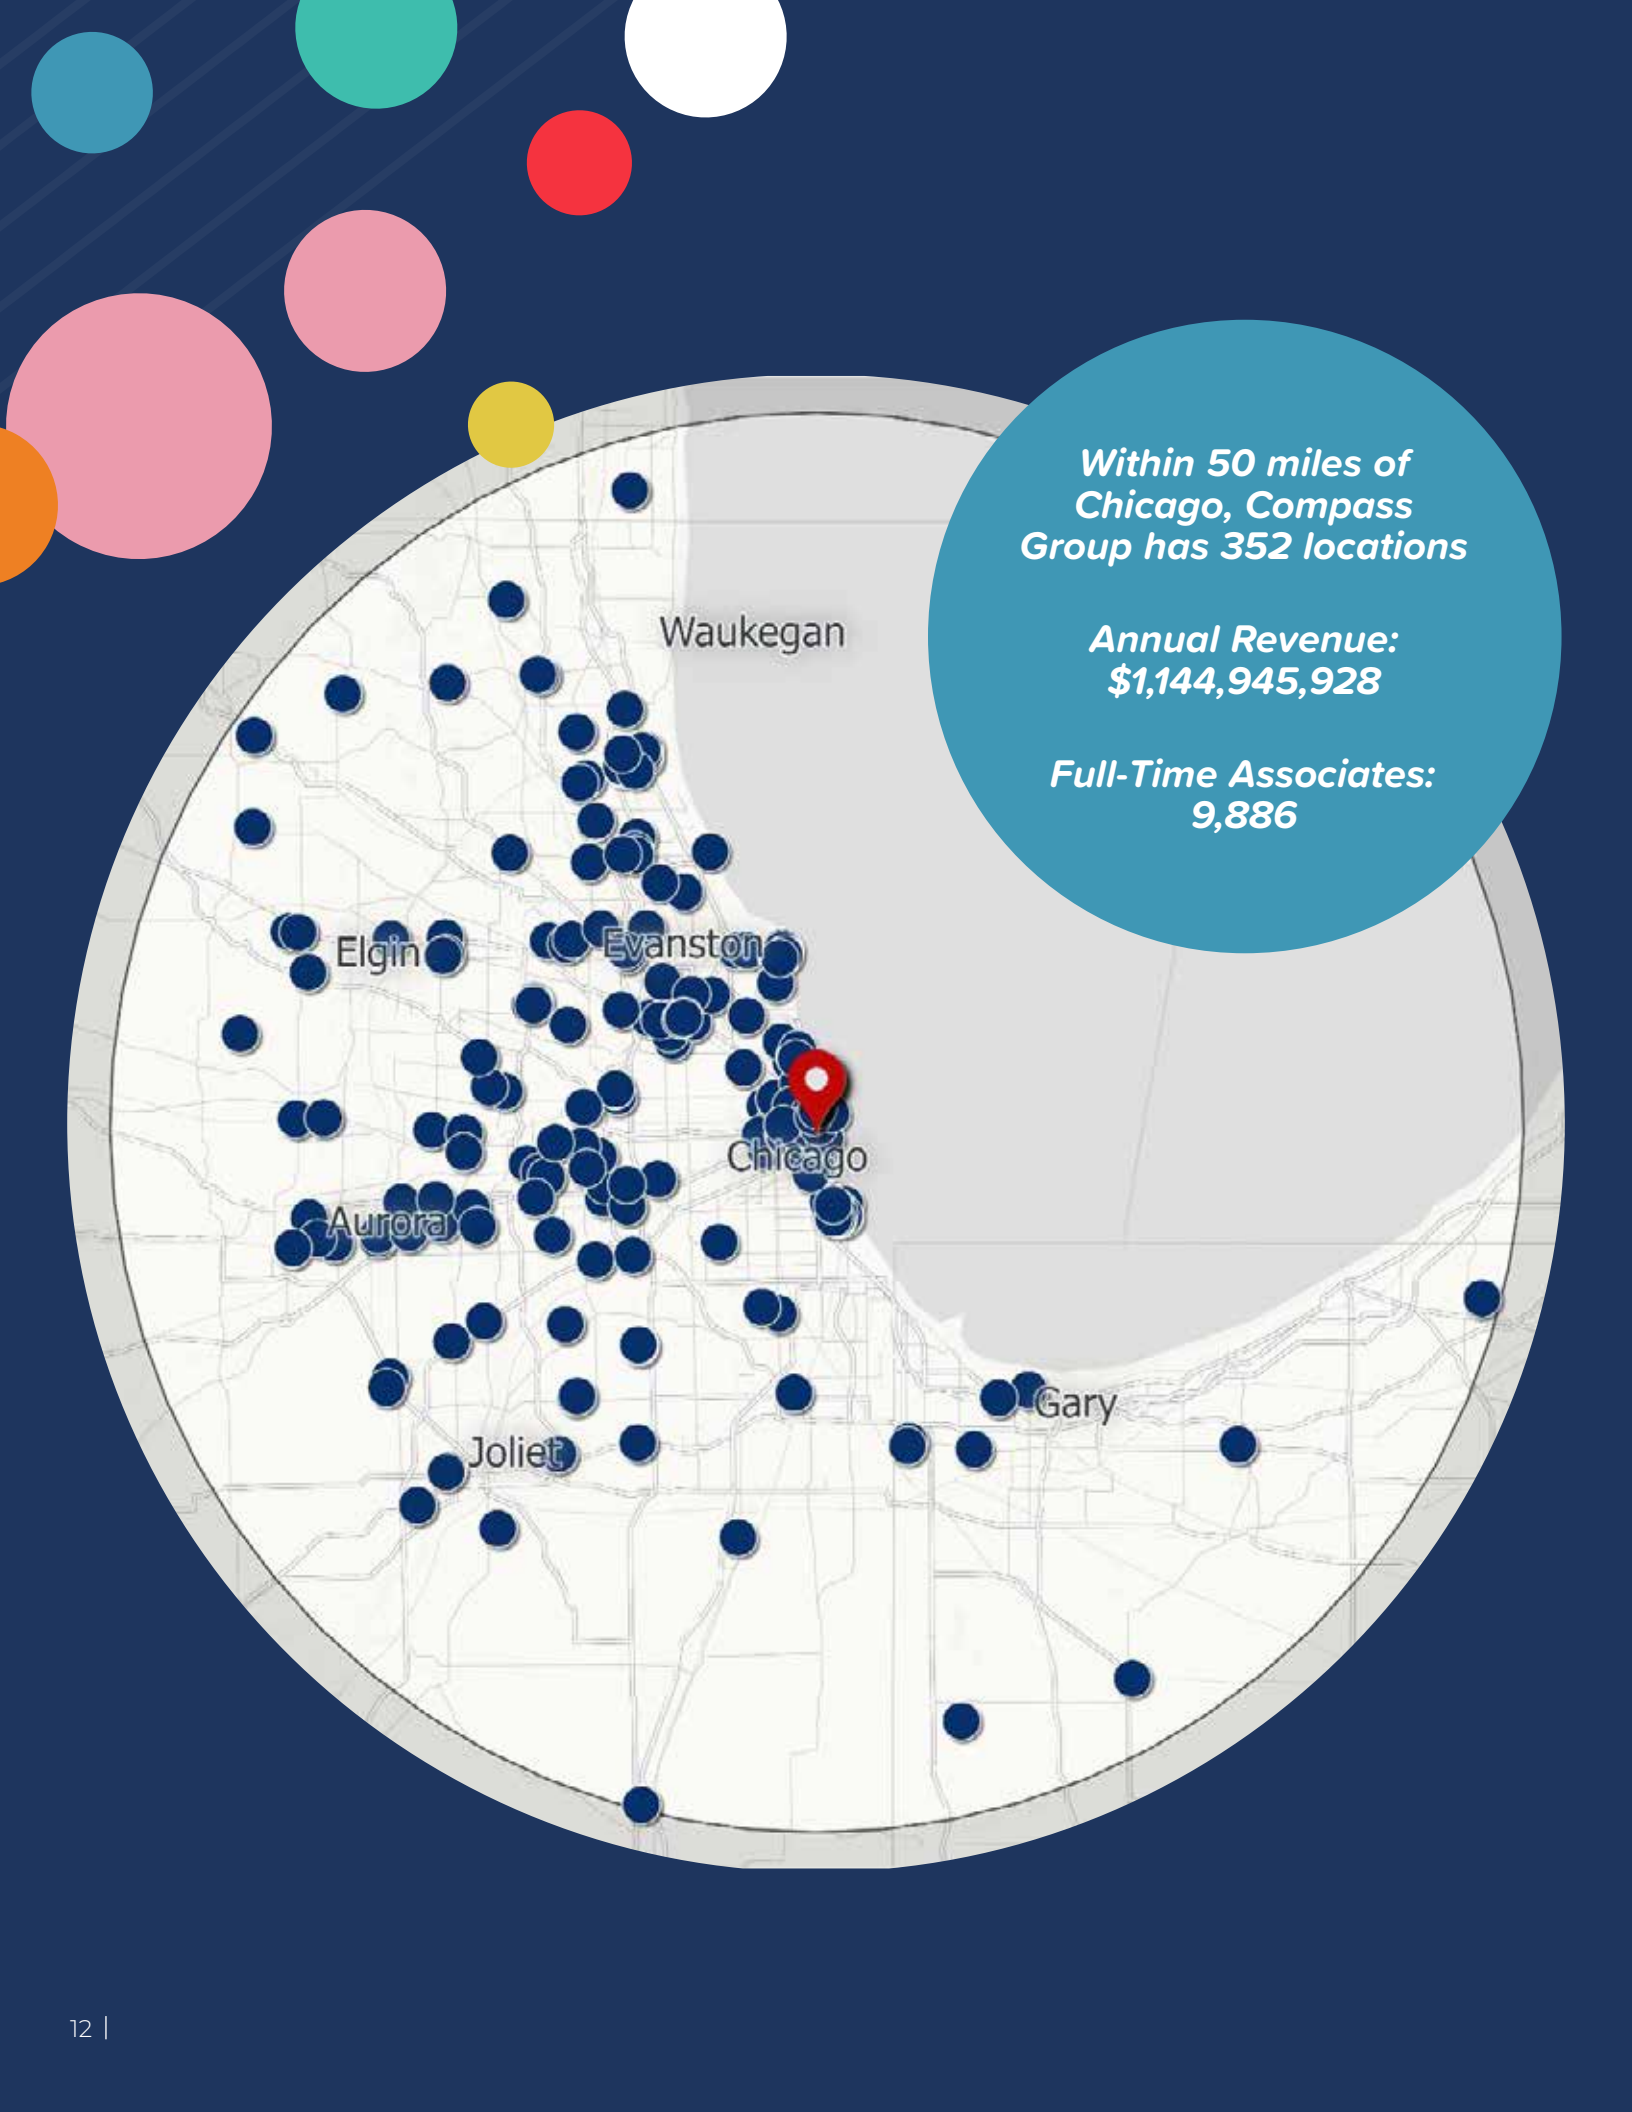 Within 50 miles of
Chicago, Compass
Group has 352 locations
Annual Revenue:
$1,144,945,928
Full-Time Associates:
9,886
Waukegan
Elgin
Evanston
Chicago
Aurora
Gary
Joliet
12 |